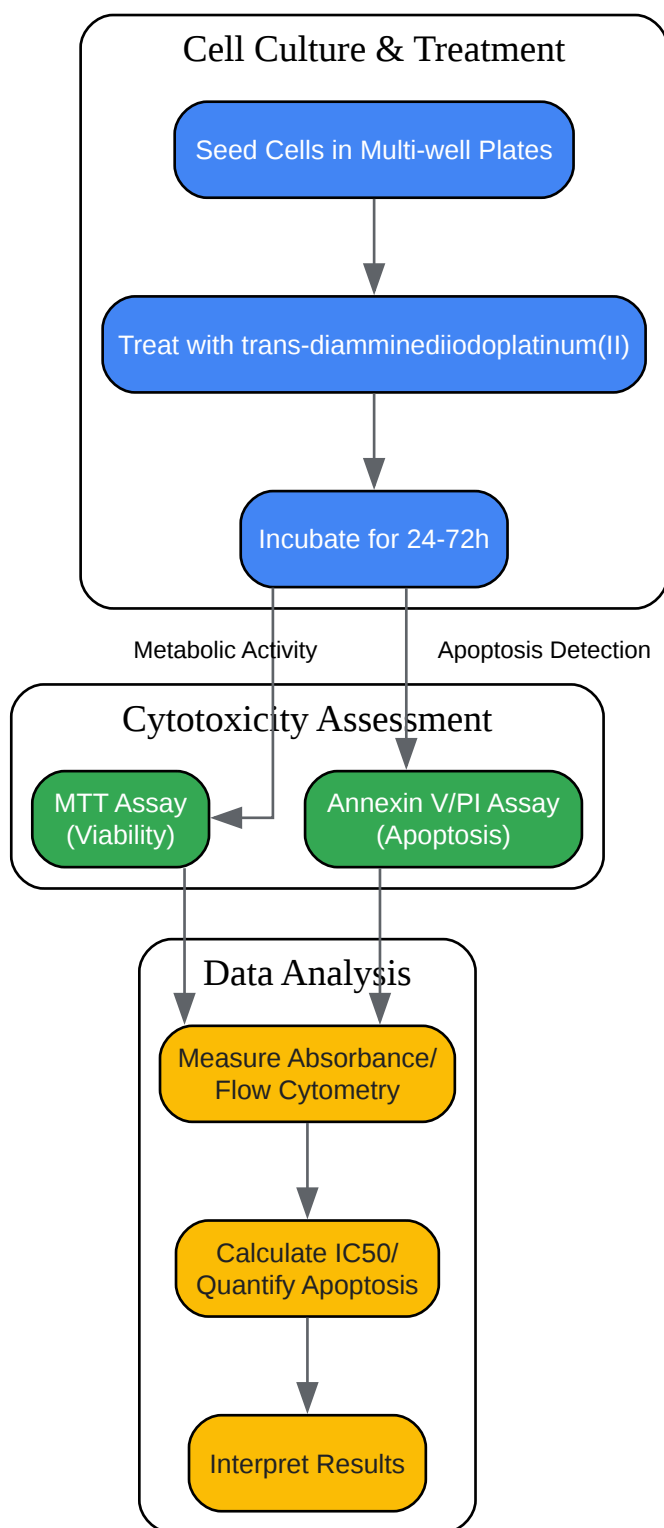 Cell Culture & Treatment
Seed Cells in Multi-well Plates
Treat with trans-diamminediiodoplatinum(II)
Incubate for 24-72h
Metabolic Activity
Apoptosis Detection
Cytotoxicity Assessment
MTT Assay
(Viability)
Annexin V/PI Assay
(Apoptosis)
Data Analysis
Measure Absorbance/
Flow Cytometry
Calculate IC50/
Quantify Apoptosis
Interpret Results